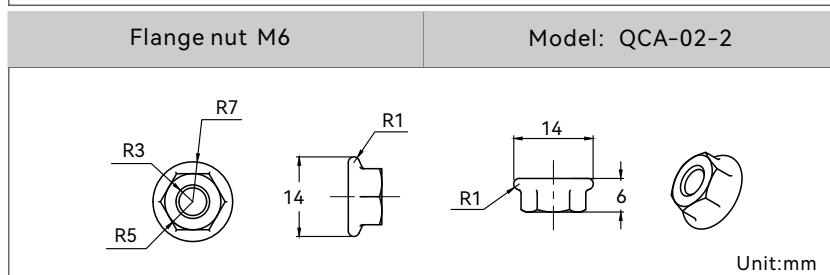 Flange nut M6
Model: QCA-02-2
R7
R3
R5
R1
14
14
R1
6
Unit:mm